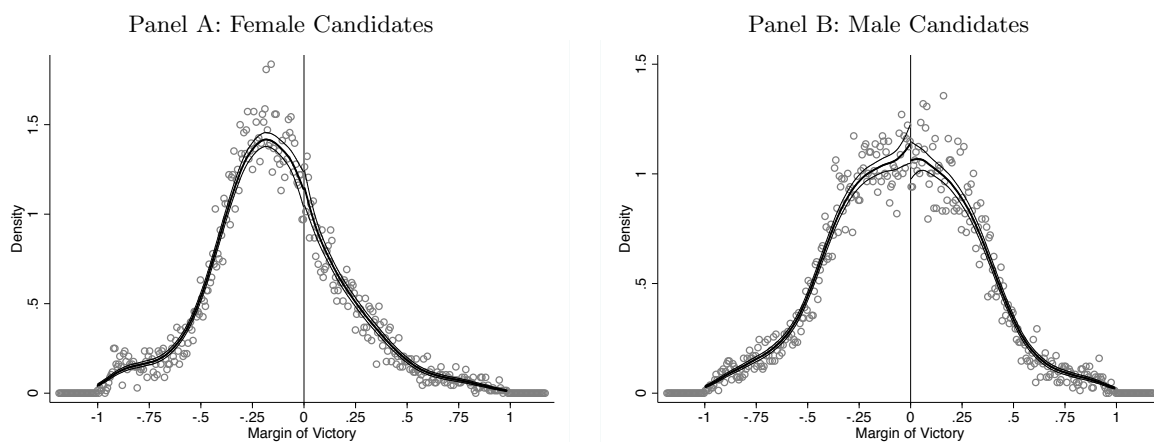 Panel A: Female Candidates
Density
0 .5 1 1.5
-1 -.75 -.5 -.25 0 .25 .5 .75 1
Margin of Victory
Panel B: Male Candidates
Density
0 .5 1 1.5
-1 -.75 -.5 -.25 0 .25 .5 .75 1
Margin of Victory